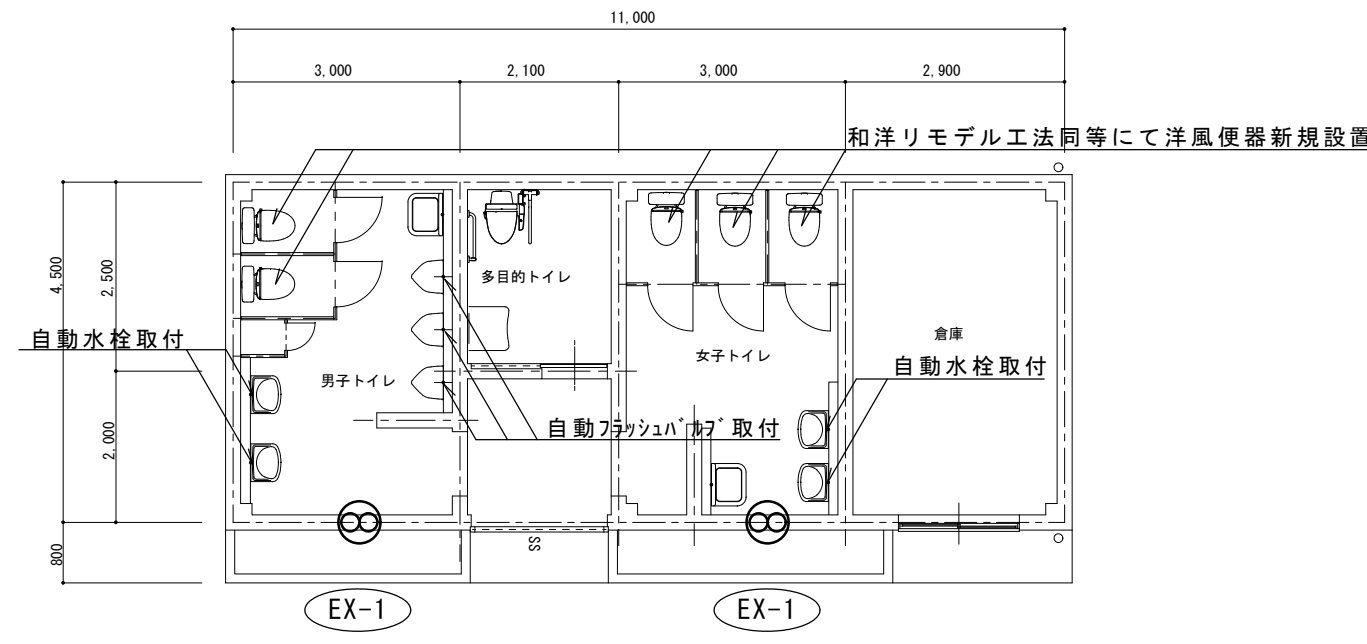 11,000
3,000
2,100
3,000
2,900
和洋リモデル工法同等にて洋風便器新規設置
4,500
2,500
多目的トイレ
自動水栓取付
倉庫
女子トイレ
自動水栓取付
男子トイレ
2,000
自動フラッシュバルブ取付
SS
800
EX-1
EX-1